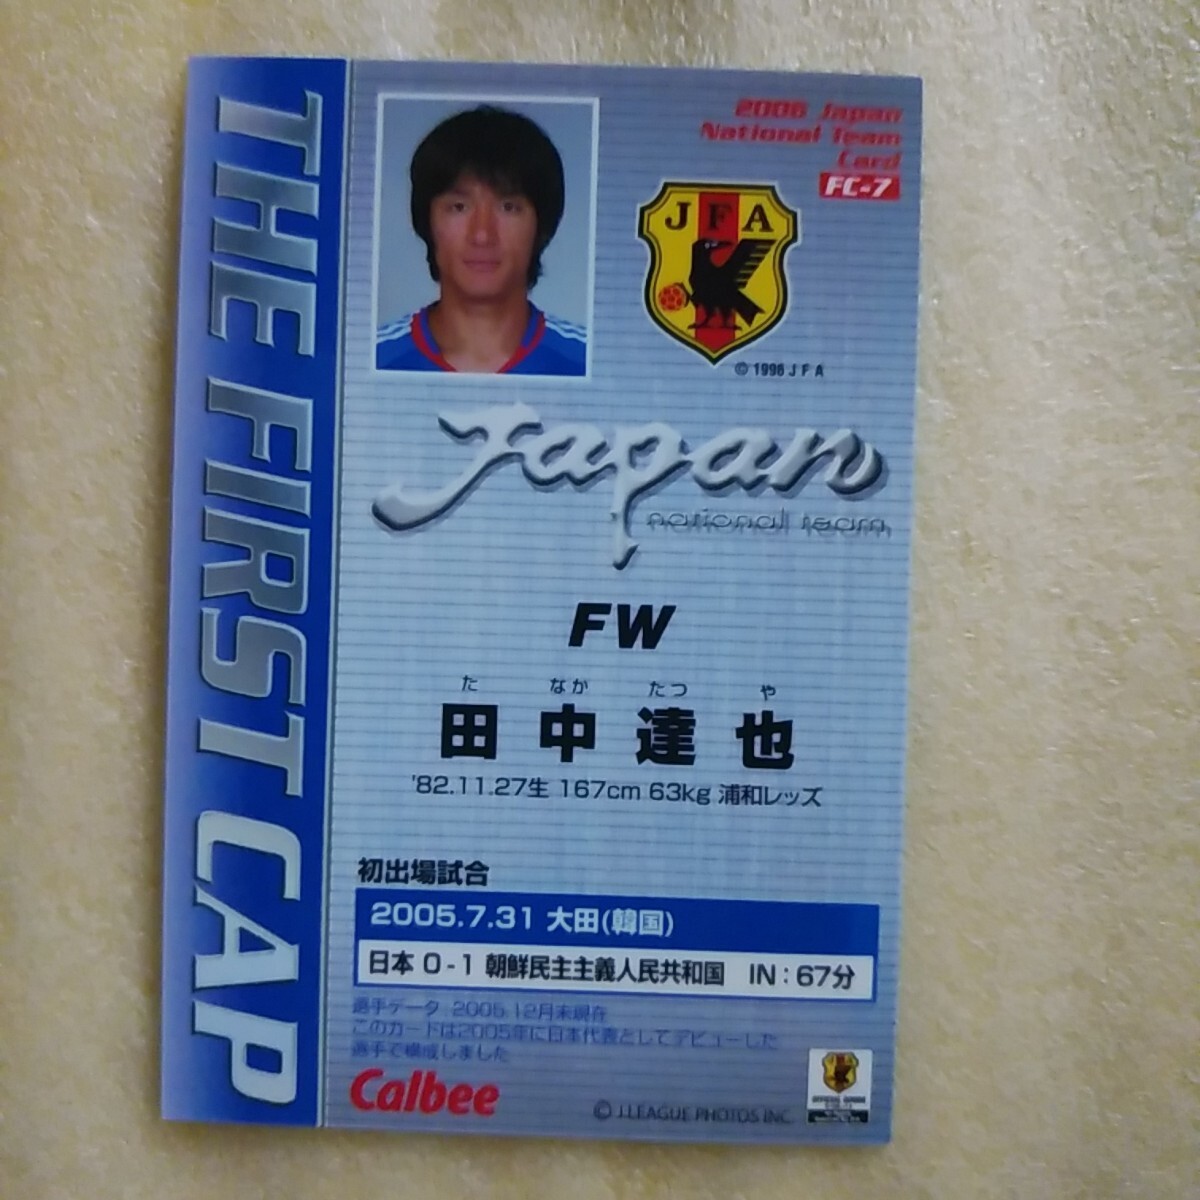 THE FIRST CAP
2006 Japan
National Team
Card
FC-7
JFA
© 1996 JFA
Japan
national team
FW
た なか たつ や
田中達也
'82.11.27生 167cm 63kg 浦和レッズ
初出場試合
2005.7.31 大田(韓国)
日本 0-1 朝鮮民主主義人民共和国 IN:67分
選手データ:2005.12月末現在
このカードは2005年に日本代表としてデビューした
選手で構成しました
Calbee
© J.LEAGUE PHOTOS INC.
OFFICIAL GOODS